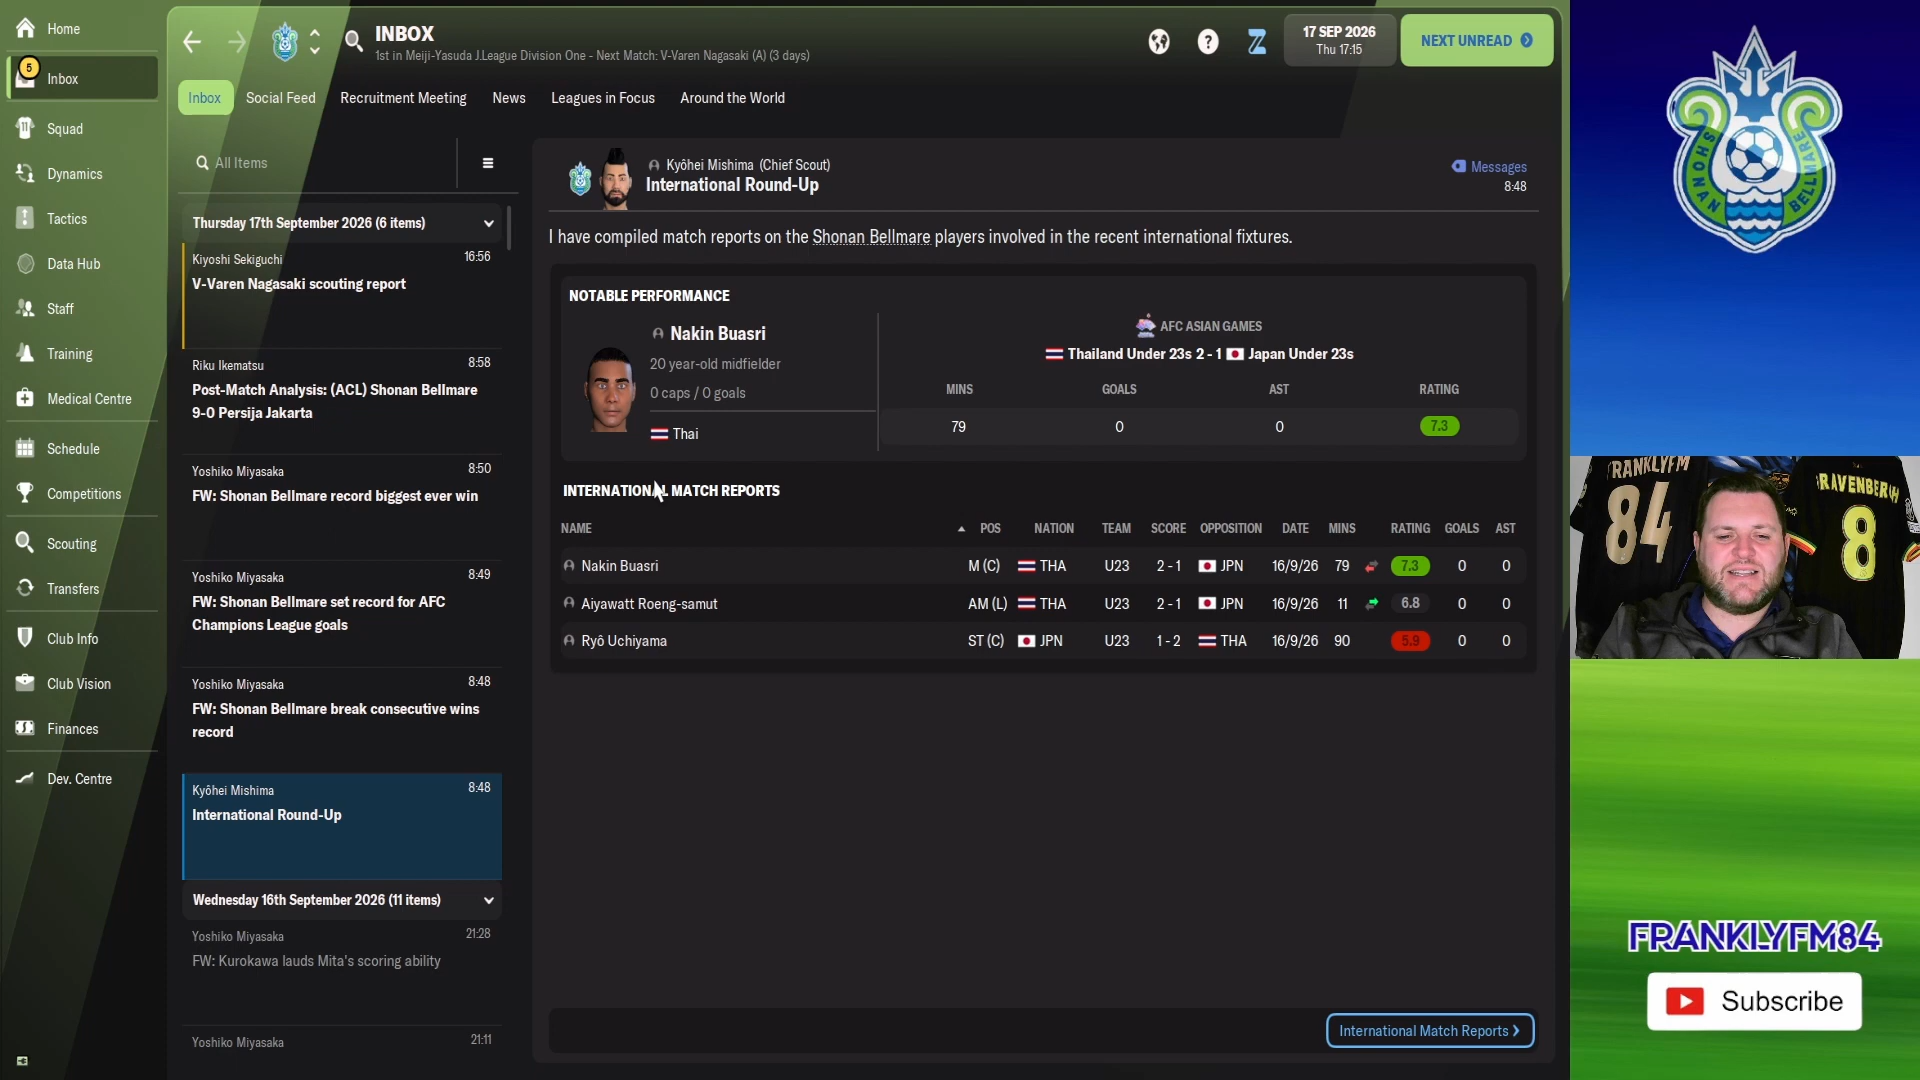 Home
5
Inbox
Squad
Dynamics
Tactics
Data Hub
Staff
Training
Medical Centre
Schedule
Competitions
Scouting
Transfers
Club Info
Club Vision
Finances
Dev. Centre
INBOX
1st in Meiji-Yasuda J.League Division One - Next Match: V-Varen Nagasaki (A) (3 days)
17 SEP 2026
Thu 17:15
NEXT UNREAD
Inbox Social Feed Recruitment Meeting News Leagues in Focus Around the World
All Items
Thursday 17th September 2026 (6 items)
Kiyoshi Sekiguchi 16:56
V-Varen Nagasaki scouting report
Riku Ikematsu 8:58
Post-Match Analysis: (ACL) Shonan Bellmare
9-0 Persija Jakarta
Yoshiko Miyasaka 8:50
FW: Shonan Bellmare record biggest ever win
Yoshiko Miyasaka 8:49
FW: Shonan Bellmare set record for AFC
Champions League goals
Yoshiko Miyasaka 8:48
FW: Shonan Bellmare break consecutive wins
record
Kyôhei Mishima 8:48
International Round-Up
Wednesday 16th September 2026 (11 items)
Yoshiko Miyasaka 21:28
FW: Kurokawa lauds Mita's scoring ability
Yoshiko Miyasaka 21:11
Kyôhei Mishima (Chief Scout)
International Round-Up
Messages
8:48
I have compiled match reports on the Shonan Bellmare players involved in the recent international fixtures.
NOTABLE PERFORMANCE
Nakin Buasri
20 year-old midfielder
0 caps / 0 goals
Thai
AFC ASIAN GAMES
Thailand Under 23s 2 - 1 Japan Under 23s
MINS GOALS AST RATING
79 0 0 7.3
INTERNATIONAL MATCH REPORTS
NAME POS NATION TEAM SCORE OPPOSITION DATE MINS RATING GOALS AST
Nakin Buasri M (C) THA U23 2 - 1 JPN 16/9/26 79 7.3 0 0
Aiyawatt Roeng-samut AM (L) THA U23 2 - 1 JPN 16/9/26 11 6.8 0 0
Ryô Uchiyama ST (C) JPN U23 1 - 2 THA 16/9/26 90 5.9 0 0
International Match Reports
SHONAN BELLMARE
FRANKLYFM
84
GRAVENBERCH
8
FRANKLYFM84
Subscribe